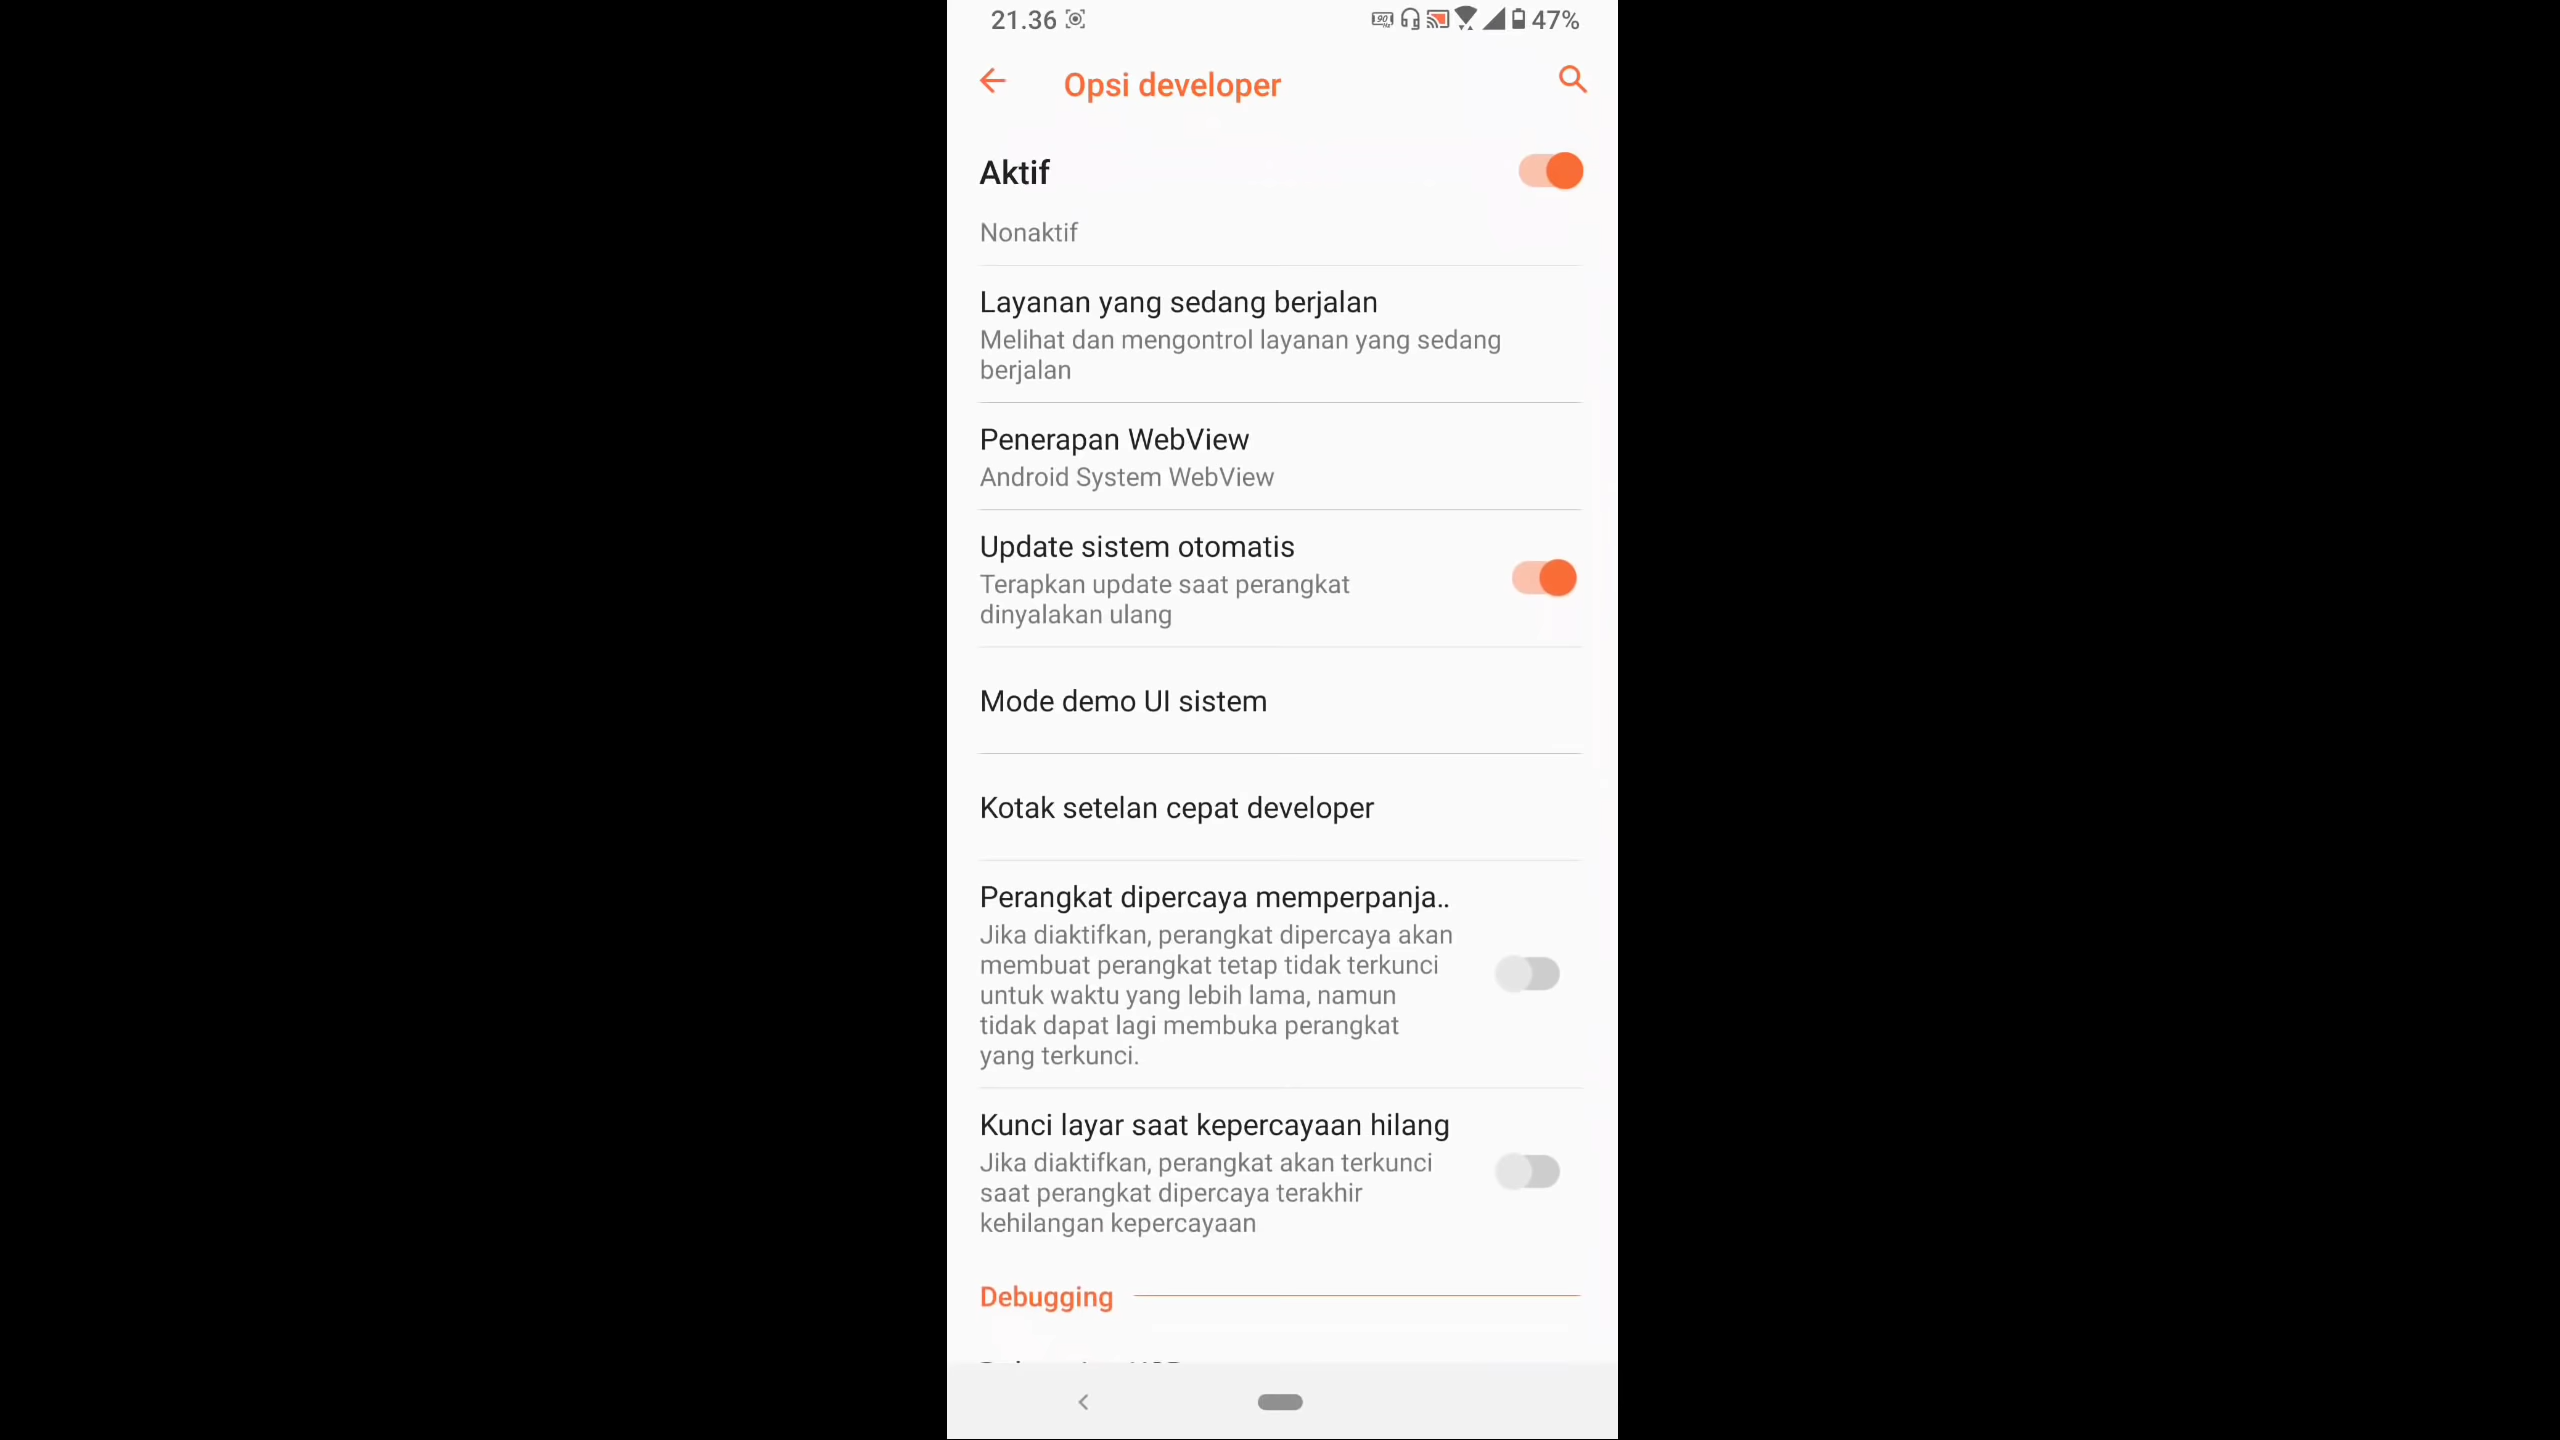 21.36
90
Hz
47%
Opsi developer
Aktif
Nonaktif
Layanan yang sedang berjalan
Melihat dan mengontrol layanan yang sedang
berjalan
Penerapan WebView
Android System WebView
Update sistem otomatis
Terapkan update saat perangkat
dinyalakan ulang
Mode demo UI sistem
Kotak setelan cepat developer
Perangkat dipercaya memperpanja..
Jika diaktifkan, perangkat dipercaya akan
membuat perangkat tetap tidak terkunci
untuk waktu yang lebih lama, namun
tidak dapat lagi membuka perangkat
yang terkunci.
Kunci layar saat kepercayaan hilang
Jika diaktifkan, perangkat akan terkunci
saat perangkat dipercaya terakhir
kehilangan kepercayaan
Debugging